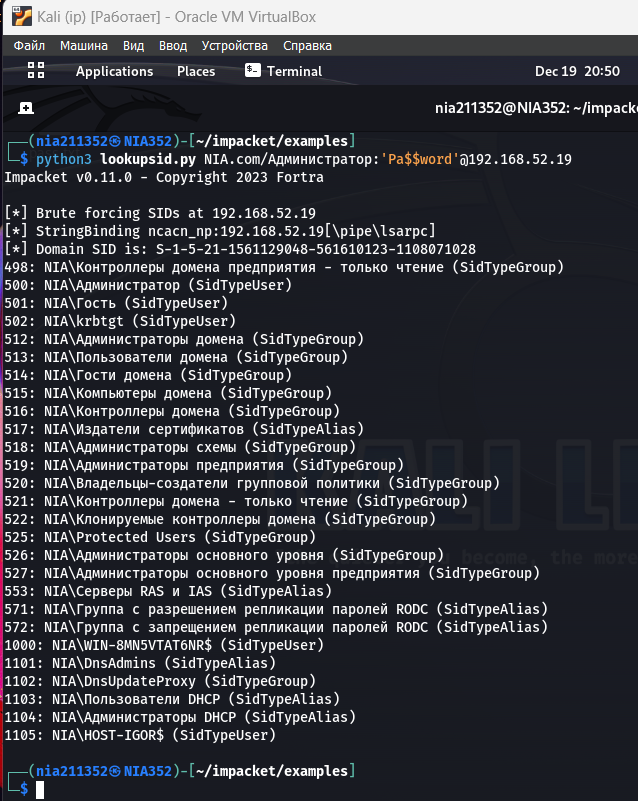 Kali (ip) [Работает] - Oracle VM VirtualBox
Файл Машина Вид Ввод Устройства Справка
Applications Places Terminal Dec 19 20:50
nia211352@NIA352: ~/impacke
┌──(nia211352㉿NIA352)-[~/impacket/examples]
└─$ python3 lookupsid.py NIA.com/Администратор:'Pa$$word'@192.168.52.19
Impacket v0.11.0 - Copyright 2023 Fortra
[*] Brute forcing SIDs at 192.168.52.19
[*] StringBinding ncacn_np:192.168.52.19[\pipe\lsarpc]
[*] Domain SID is: S-1-5-21-1561129048-561610123-1108071028
498: NIA\Контроллеры домена предприятия - только чтение (SidTypeGroup)
500: NIA\Администратор (SidTypeUser)
501: NIA\Гость (SidTypeUser)
502: NIA\krbtgt (SidTypeUser)
512: NIA\Администраторы домена (SidTypeGroup)
513: NIA\Пользователи домена (SidTypeGroup)
514: NIA\Гости домена (SidTypeGroup)
515: NIA\Компьютеры домена (SidTypeGroup)
516: NIA\Контроллеры домена (SidTypeGroup)
517: NIA\Издатели сертификатов (SidTypeAlias)
518: NIA\Администраторы схемы (SidTypeGroup)
519: NIA\Администраторы предприятия (SidTypeGroup)
520: NIA\Владельцы-создатели групповой политики (SidTypeGroup)
521: NIA\Контроллеры домена - только чтение (SidTypeGroup)
522: NIA\Клонируемые контроллеры домена (SidTypeGroup)
525: NIA\Protected Users (SidTypeGroup)
526: NIA\Администраторы основного уровня (SidTypeGroup)
527: NIA\Администраторы основного уровня предприятия (SidTypeGroup)
553: NIA\Серверы RAS и IAS (SidTypeAlias)
571: NIA\Группа с разрешением репликации паролей RODC (SidTypeAlias)
572: NIA\Группа с запрещением репликации паролей RODC (SidTypeAlias)
1000: NIA\WIN-8MN5VTAT6NR$ (SidTypeUser)
1101: NIA\DnsAdmins (SidTypeAlias)
1102: NIA\DnsUpdateProxy (SidTypeGroup)
1103: NIA\Пользователи DHCP (SidTypeAlias)
1104: NIA\Администраторы DHCP (SidTypeAlias)
1105: NIA\HOST-IGOR$ (SidTypeUser)
┌──(nia211352㉿NIA352)-[~/impacket/examples]
└─$